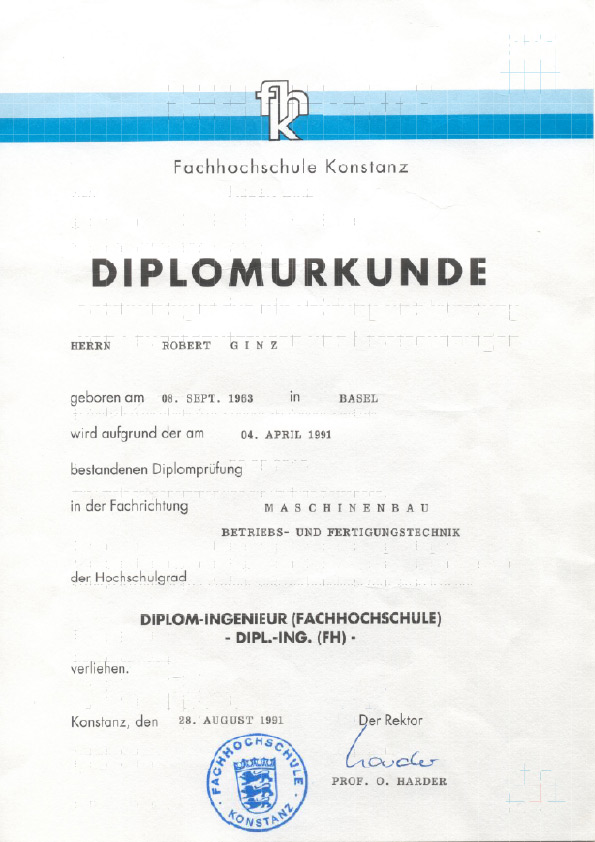 fhk
Fachhochschule Konstanz
DIPLOMURKUNDE
HERRN ROBERT GINZ
geboren am 08. SEPT. 1963 in BASEL
wird aufgrund der am 04. APRIL 1991
bestandenen Diplomprüfung
in der Fachrichtung MASCHINENBAU
BETRIEBS- UND FERTIGUNGSTECHNIK
der Hochschulgrad
DIPLOM-INGENIEUR (FACHHOCHSCHULE)
- DIPL.-ING. (FH) -
verliehen.
Konstanz, den 28. AUGUST 1991 Der Rektor
Harder
PROF. O. HARDER
· FACHHOCHSCHULE ·
KONSTANZ